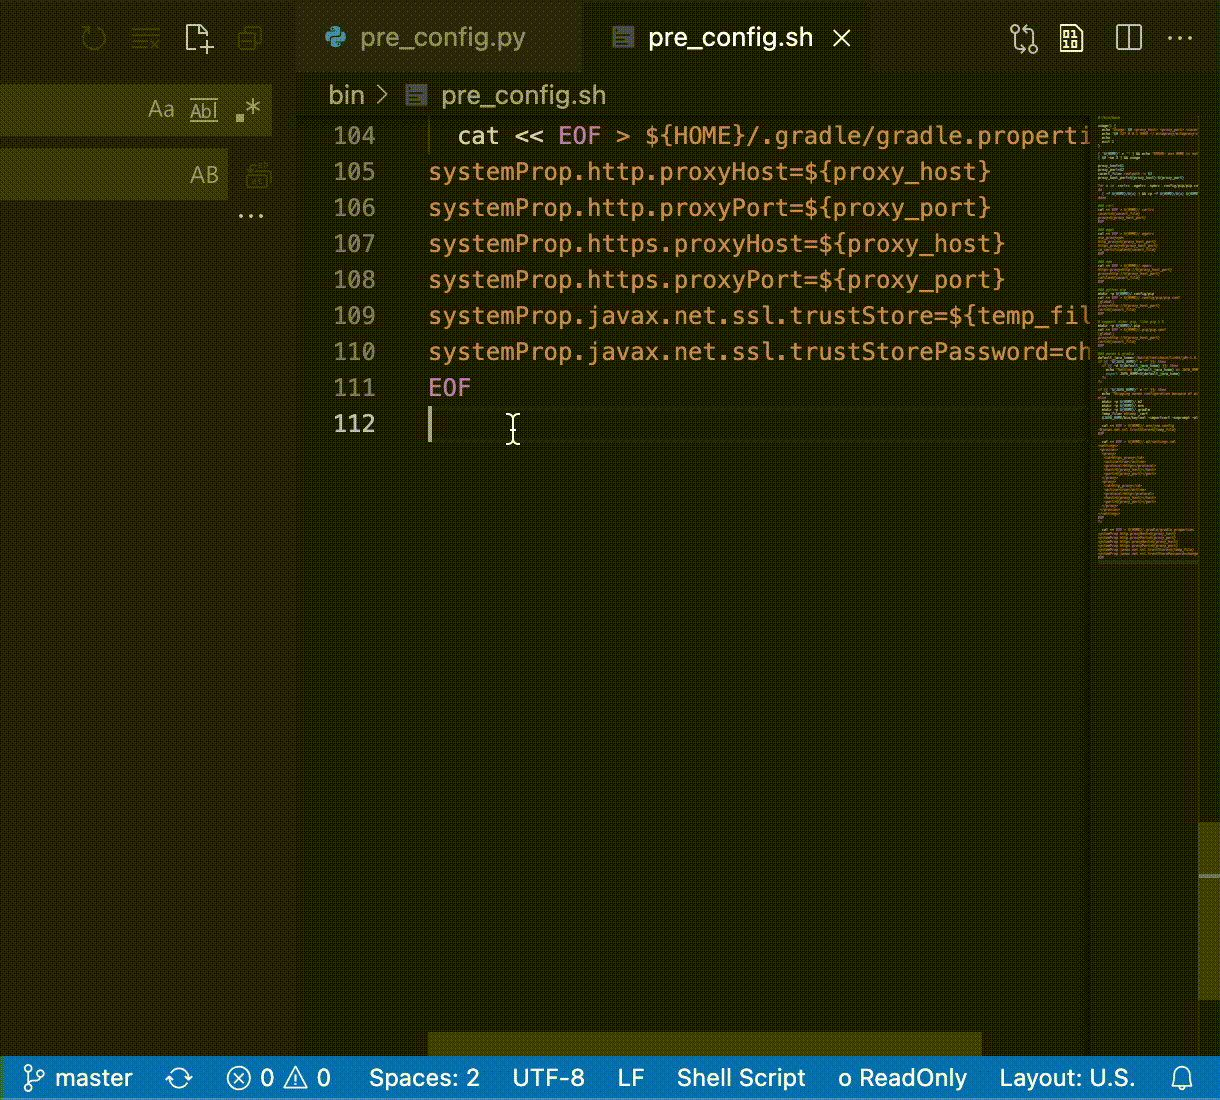 pre_config.py
pre_config.sh
Aa
Abl
.*
AB
bin > pre_config.sh
104 cat << EOF > ${HOME}/.gradle/gradle.properti
105 systemProp.http.proxyHost=${proxy_host}
106 systemProp.http.proxyPort=${proxy_port}
107 systemProp.https.proxyHost=${proxy_host}
108 systemProp.https.proxyPort=${proxy_port}
109 systemProp.javax.net.ssl.trustStore=${temp_fil
110 systemProp.javax.net.ssl.trustStorePassword=ch
111 EOF
112
master 0 0 Spaces: 2 UTF-8 LF Shell Script o ReadOnly Layout: U.S.